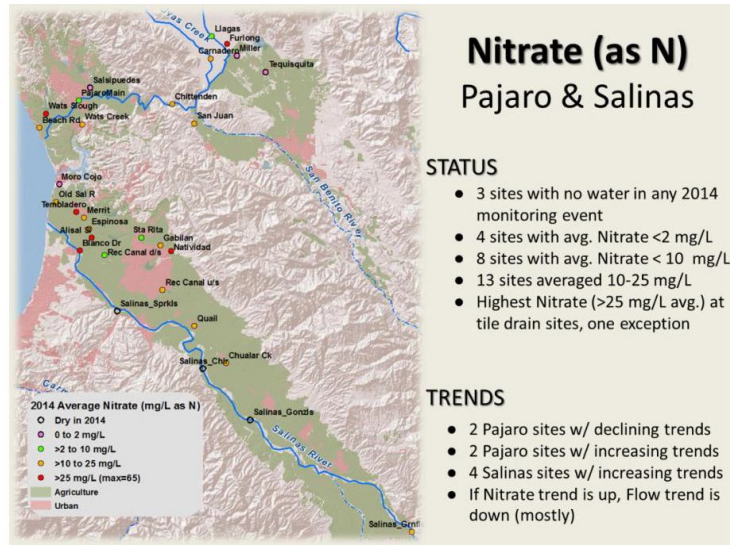 Nitrate (as N)
Pajaro & Salinas
STATUS
● 3 sites with no water in any 2014
monitoring event
● 4 sites with avg. Nitrate <2 mg/L
● 8 sites with avg. Nitrate < 10 mg/L
● 13 sites averaged 10-25 mg/L
● Highest Nitrate (>25 mg/L avg.) at
tile drain sites, one exception
TRENDS
● 2 Pajaro sites w/ declining trends
● 2 Pajaro sites w/ increasing trends
● 4 Salinas sites w/ increasing trends
● If Nitrate trend is up, Flow trend is
down (mostly)
Llagas
Creek
Furlong
Carnadero
Miller
Tequisquita
Salsipuedes
PajaroMain
Chittenden
Wats Slough
Beach Rd
Wats Creek
San Juan
San Benito River
Moro Cojo
Old Sal R
Tembladero
Merrit
Espinosa
Alisal S
Sta Rita
Gabilan
Blanco Dr
Rec Canal d/s
Natividad
Rec Canal u/s
Salinas_Sprkls
Quail
Salinas_Chlr
Chualar Ck
Salinas_Gonzls
Salinas River
Salinas_Grnfl
2014 Average Nitrate (mg/L as N)
Dry in 2014
0 to 2 mg/L
>2 to 10 mg/L
>10 to 25 mg/L
>25 mg/L (max=65)
Agriculture
Urban